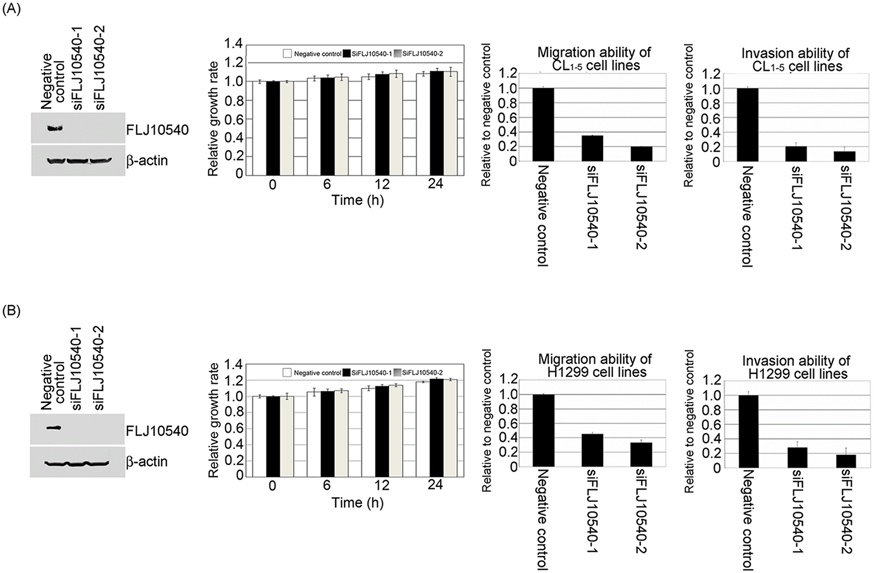 (A)
Negative control
siFLJ10540-1
siFLJ10540-2
FLJ10540
β-actin
Relative growth rate
1.4
1.2
1.0
0.8
0.6
0.4
0.2
Negative control SiFLJ10540-1 SiFLJ10540-2
0 6 12 24
Time (h)
Migration ability of
CL1-5 cell lines
Relative to negative control
1.2
1.0
0.8
0.6
0.4
0.2
0
Negative control
siFLJ10540-1
siFLJ10540-2
Invasion ability of
CL1-5 cell lines
Relative to negative control
1.2
1.0
0.8
0.6
0.4
0.2
0
Negative control
siFLJ10540-1
siFLJ10540-2
(B)
Negative control
siFLJ10540-1
siFLJ10540-2
FLJ10540
β-actin
Relative growth rate
1.4
1.2
1.0
0.8
0.6
0.4
0.2
Negative control SiFLJ10540-1 SiFLJ10540-2
0 6 12 24
Time (h)
Migration ability of
H1299 cell lines
Relative to negative control
1.2
1.0
0.8
0.6
0.4
0.2
0
Negative control
siFLJ10540-1
siFLJ10540-2
Invasion ability of
H1299 cell lines
Relative to negative control
1.2
1.0
0.8
0.6
0.4
0.2
0
Negative control
siFLJ10540-1
siFLJ10540-2